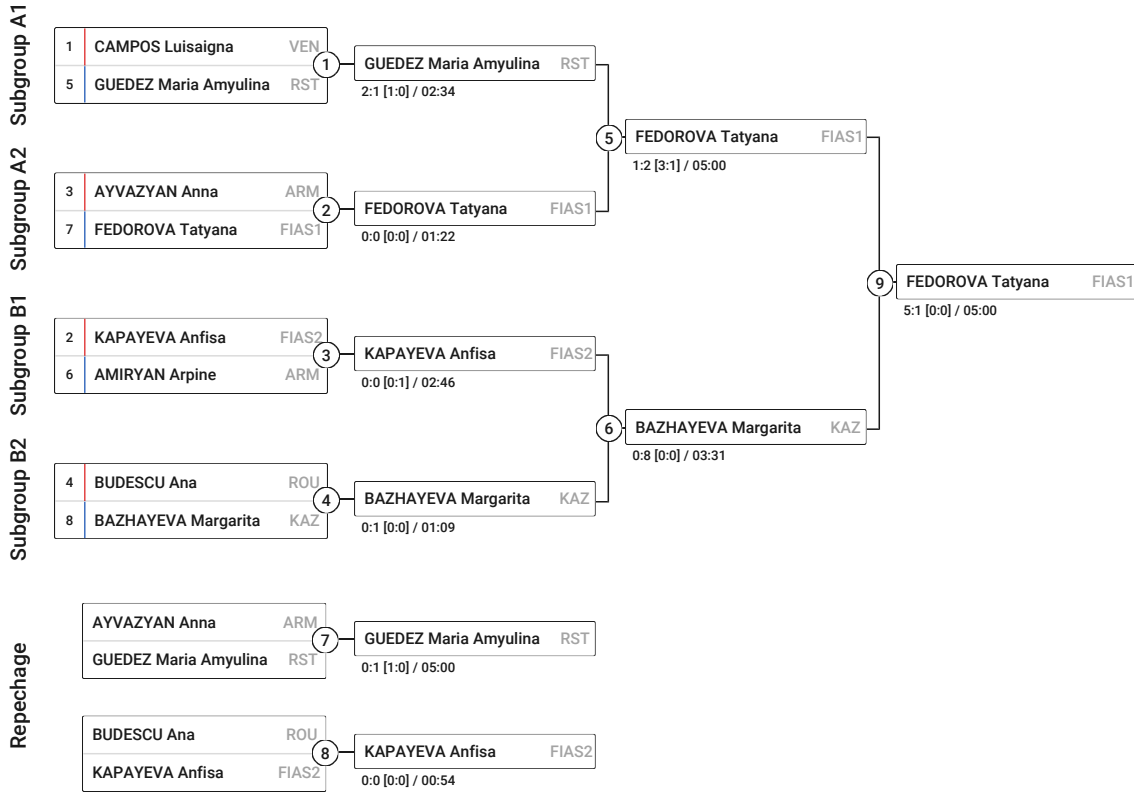 Subgroup A1
1 CAMPOS Luisaigna VEN
5 GUEDEZ Maria Amyulina RST
1
GUEDEZ Maria Amyulina RST
2:1 [1:0] / 02:34
Subgroup A2
3 AYVAZYAN Anna ARM
7 FEDOROVA Tatyana FIAS1
2
FEDOROVA Tatyana FIAS1
0:0 [0:0] / 01:22
5
FEDOROVA Tatyana FIAS1
1:2 [3:1] / 05:00
Subgroup B1
2 KAPAYEVA Anfisa FIAS2
6 AMIRYAN Arpine ARM
3
KAPAYEVA Anfisa FIAS2
0:0 [0:1] / 02:46
Subgroup B2
4 BUDESCU Ana ROU
8 BAZHAYEVA Margarita KAZ
4
BAZHAYEVA Margarita KAZ
0:1 [0:0] / 01:09
6
BAZHAYEVA Margarita KAZ
0:8 [0:0] / 03:31
9
FEDOROVA Tatyana FIAS1
5:1 [0:0] / 05:00
Repechage
AYVAZYAN Anna ARM
GUEDEZ Maria Amyulina RST
7
GUEDEZ Maria Amyulina RST
0:1 [1:0] / 05:00
BUDESCU Ana ROU
KAPAYEVA Anfisa FIAS2
8
KAPAYEVA Anfisa FIAS2
0:0 [0:0] / 00:54